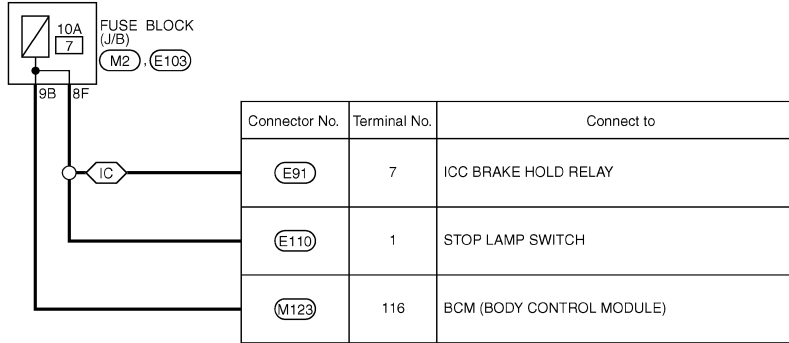 10A
7
FUSE BLOCK
(J/B)
M2 , E103
9B 8F
Connector No. Terminal No. Connect to
IC
E91 7 ICC BRAKE HOLD RELAY
E110 1 STOP LAMP SWITCH
M123 116 BCM (BODY CONTROL MODULE)